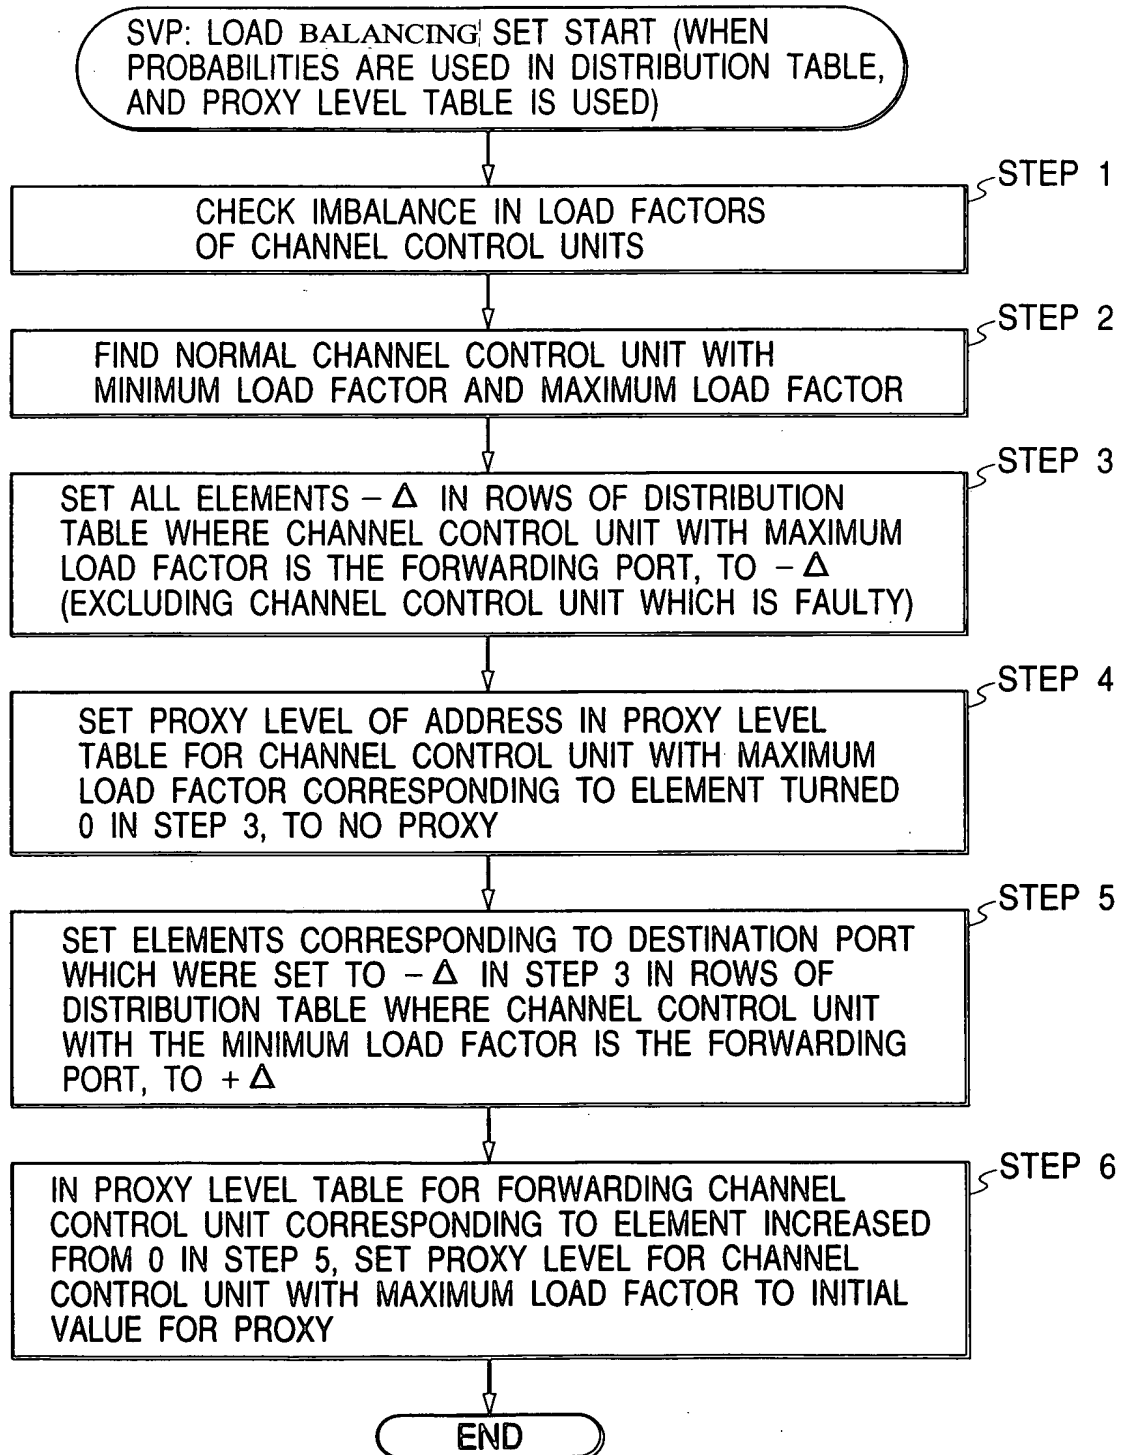 SVP: LOAD BALANCING SET START (WHEN
PROBABILITIES ARE USED IN DISTRIBUTION TABLE,
AND PROXY LEVEL TABLE IS USED)
STEP 1
CHECK IMBALANCE IN LOAD FACTORS
OF CHANNEL CONTROL UNITS
STEP 2
FIND NORMAL CHANNEL CONTROL UNIT WITH
MINIMUM LOAD FACTOR AND MAXIMUM LOAD FACTOR
STEP 3
SET ALL ELEMENTS – Δ IN ROWS OF DISTRIBUTION
TABLE WHERE CHANNEL CONTROL UNIT WITH MAXIMUM
LOAD FACTOR IS THE FORWARDING PORT, TO – Δ
(EXCLUDING CHANNEL CONTROL UNIT WHICH IS FAULTY)
STEP 4
SET PROXY LEVEL OF ADDRESS IN PROXY LEVEL
TABLE FOR CHANNEL CONTROL UNIT WITH MAXIMUM
LOAD FACTOR CORRESPONDING TO ELEMENT TURNED
0 IN STEP 3, TO NO PROXY
STEP 5
SET ELEMENTS CORRESPONDING TO DESTINATION PORT
WHICH WERE SET TO – Δ IN STEP 3 IN ROWS OF
DISTRIBUTION TABLE WHERE CHANNEL CONTROL UNIT
WITH THE MINIMUM LOAD FACTOR IS THE FORWARDING
PORT, TO + Δ
STEP 6
IN PROXY LEVEL TABLE FOR FORWARDING CHANNEL
CONTROL UNIT CORRESPONDING TO ELEMENT INCREASED
FROM 0 IN STEP 5, SET PROXY LEVEL FOR CHANNEL
CONTROL UNIT WITH MAXIMUM LOAD FACTOR TO INITIAL
VALUE FOR PROXY
END